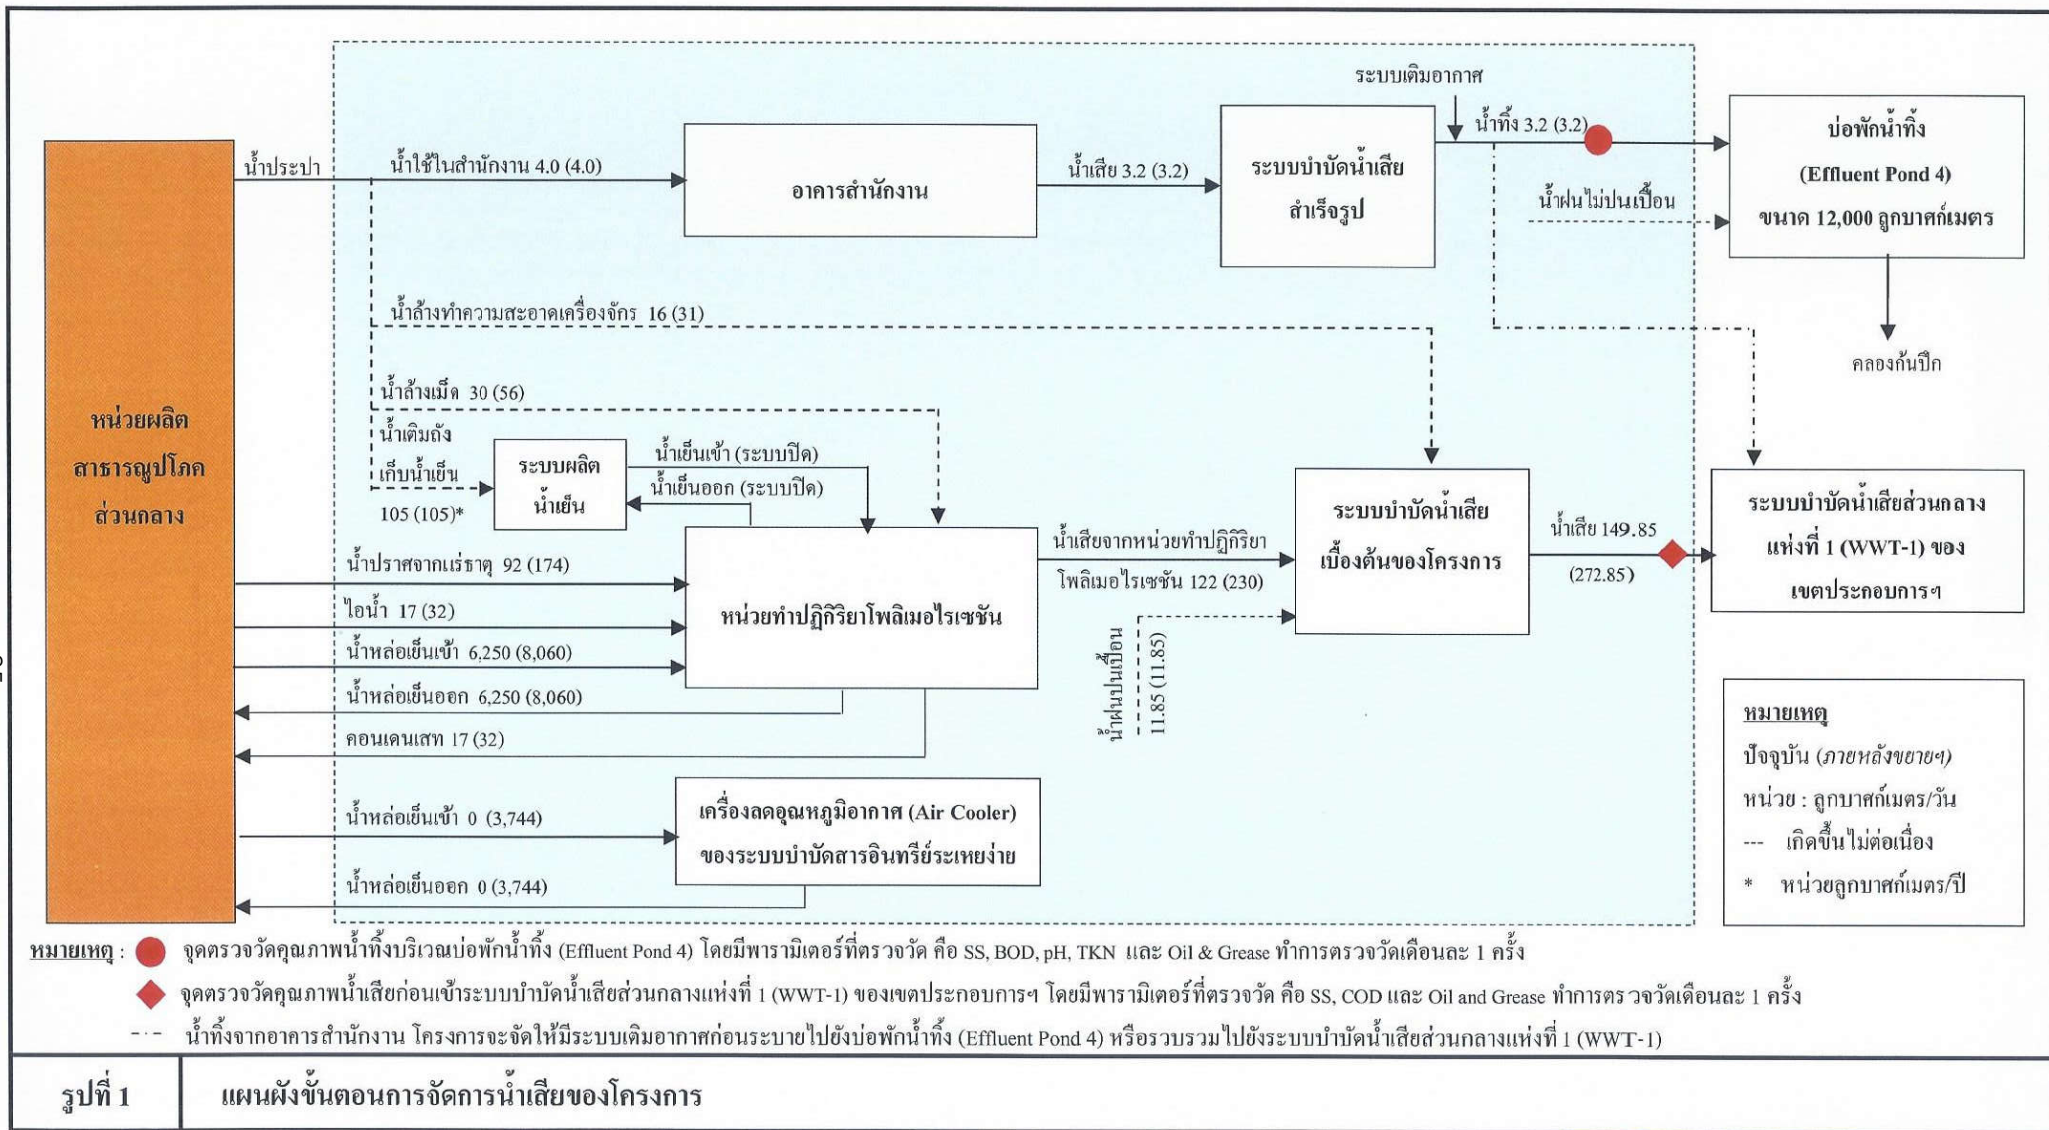 ระบบเติมอากาศ
น้ำประปา
น้ำใช้ในสำนักงาน 4.0 (4.0)
อาคารสำนักงาน
น้ำเสีย 3.2 (3.2)
ระบบบำบัดน้ำเสีย
สำเร็จรูป
น้ำทิ้ง 3.2 (3.2)
บ่อพักน้ำทิ้ง
(Effluent Pond 4)
ขนาด 12,000 ลูกบาศก์เมตร
น้ำฝนไม่ปนเปื้อน
คลองก้นปึก
น้ำล้างทำความสะอาดเครื่องจักร 16 (31)
น้ำล้างเม็ด 30 (56)
น้ำเติมถัง
เก็บน้ำเย็น
105 (105)*
ระบบผลิต
น้ำเย็น
น้ำเย็นเข้า (ระบบปิด)
น้ำเย็นออก (ระบบปิด)
หน่วยผลิต
สาธารณูปโภค
ส่วนกลาง
น้ำปราศจากแร่ธาตุ 92 (174)
ไอน้ำ 17 (32)
น้ำหล่อเย็นเข้า 6,250 (8,060)
น้ำหล่อเย็นออก 6,250 (8,060)
คอนเดนเสท 17 (32)
หน่วยทำปฏิกิริยาโพลิเมอไรเซชัน
น้ำเสียจากหน่วยทำปฏิกิริยา
โพลิเมอไรเซชัน 122 (230)
น้ำฝนปนเปื้อน
11.85 (11.85)
ระบบบำบัดน้ำเสีย
เบื้องต้นของโครงการ
น้ำเสีย 149.85
(272.85)
ระบบบำบัดน้ำเสียส่วนกลาง
แห่งที่ 1 (WWT-1) ของ
เขตประกอบการฯ
น้ำหล่อเย็นเข้า 0 (3,744)
เครื่องลดอุณหภูมิอากาศ (Air Cooler)
ของระบบบำบัดสารอินทรีย์ระเหยง่าย
น้ำหล่อเย็นออก 0 (3,744)
หมายเหตุ
ปัจจุบัน (ภายหลังขยายฯ)
หน่วย : ลูกบาศก์เมตร/วัน
--- เกิดขึ้นไม่ต่อเนื่อง
* หน่วยลูกบาศก์เมตร/ปี
หมายเหตุ : จุดตรวจวัดคุณภาพน้ำทิ้งบริเวณบ่อพักน้ำทิ้ง (Effluent Pond 4) โดยมีพารามิเตอร์ที่ตรวจวัด คือ SS, BOD, pH, TKN และ Oil & Grease ทำการตรวจวัดเดือนละ 1 ครั้ง
จุดตรวจวัดคุณภาพน้ำเสียก่อนเข้าระบบบำบัดน้ำเสียส่วนกลางแห่งที่ 1 (WWT-1) ของเขตประกอบการฯ โดยมีพารามิเตอร์ที่ตรวจวัด คือ SS, COD และ Oil and Grease ทำการตรวจวัดเดือนละ 1 ครั้ง
-·- น้ำทิ้งจากอาคารสำนักงาน โครงการจะจัดให้มีระบบเติมอากาศก่อนระบายไปยังบ่อพักน้ำทิ้ง (Effluent Pond 4) หรือรวบรวมไปยังระบบบำบัดน้ำเสียส่วนกลางแห่งที่ 1 (WWT-1)
รูปที่ 1 แผนผังขั้นตอนการจัดการน้ำเสียของโครงการ